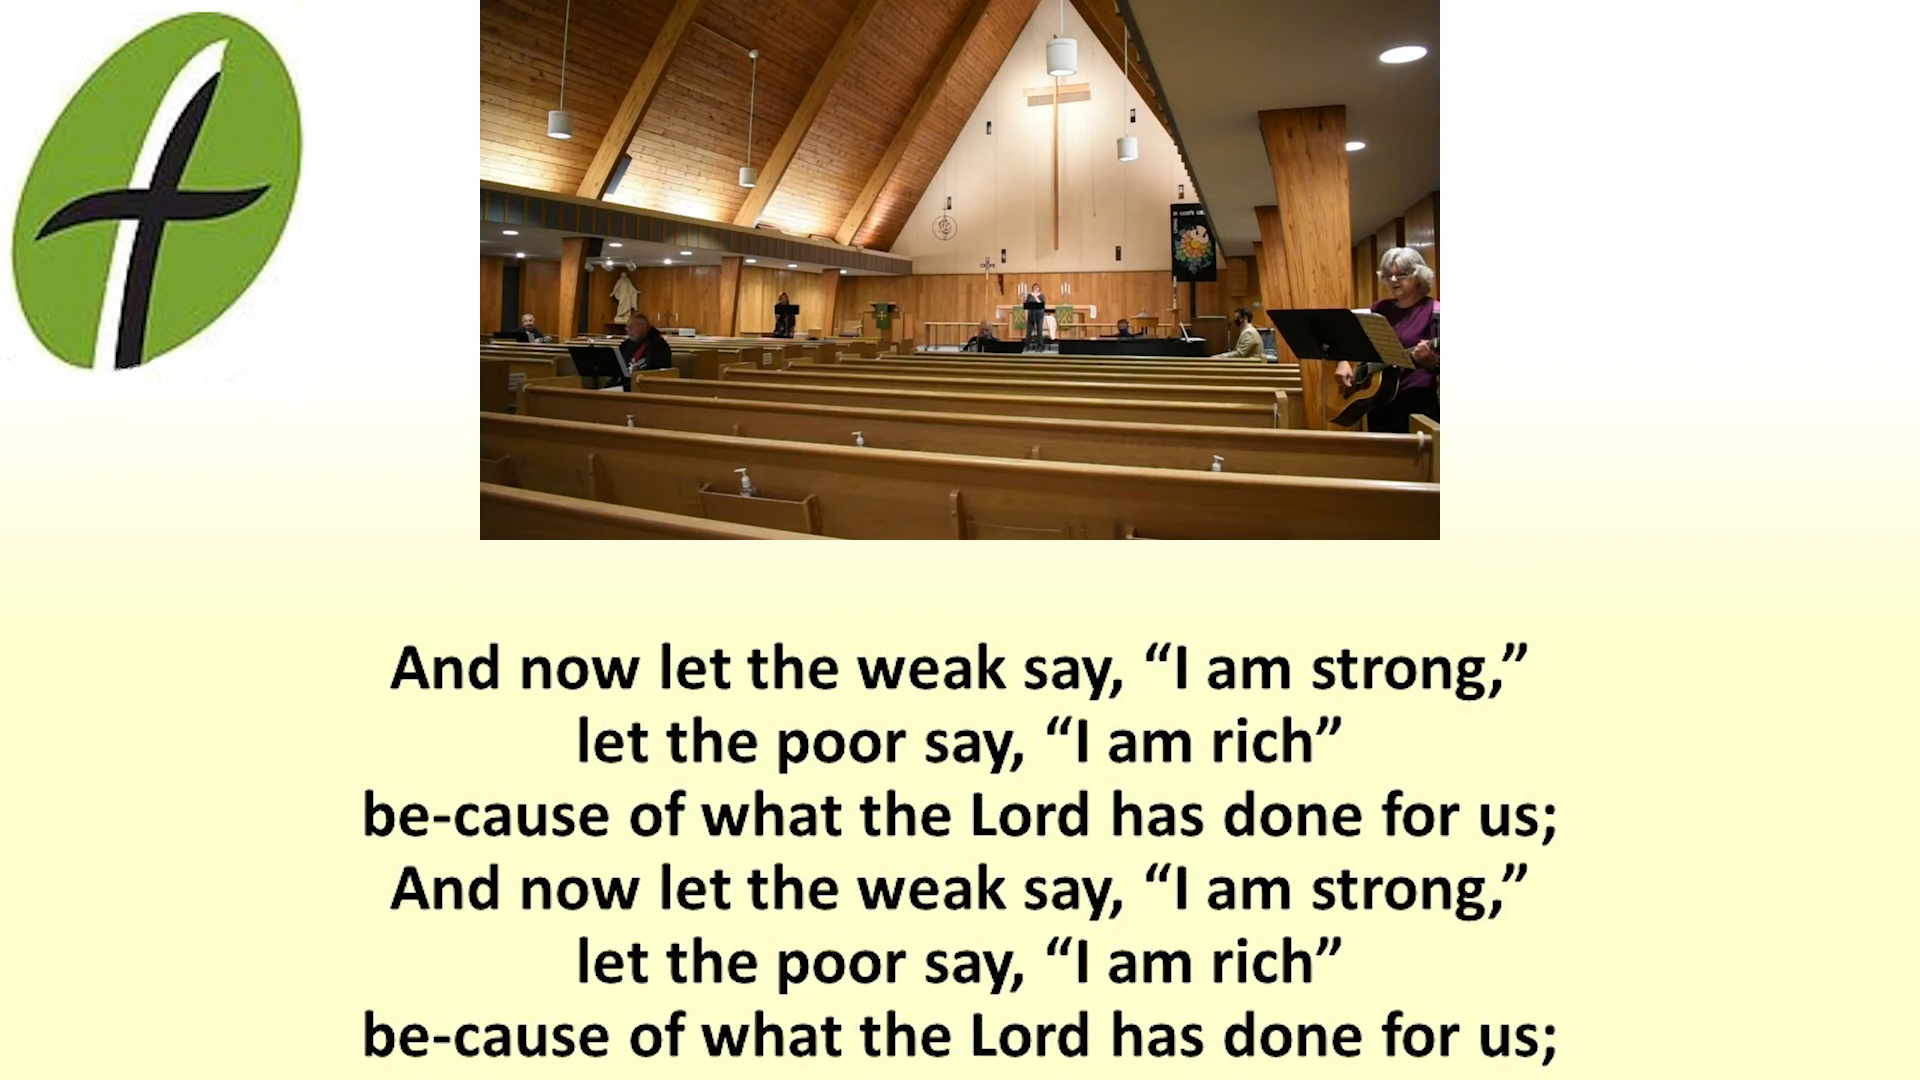 And now let the weak say, “I am strong,”
let the poor say, “I am rich”
be-cause of what the Lord has done for us;
And now let the weak say, “I am strong,”
let the poor say, “I am rich”
be-cause of what the Lord has done for us;